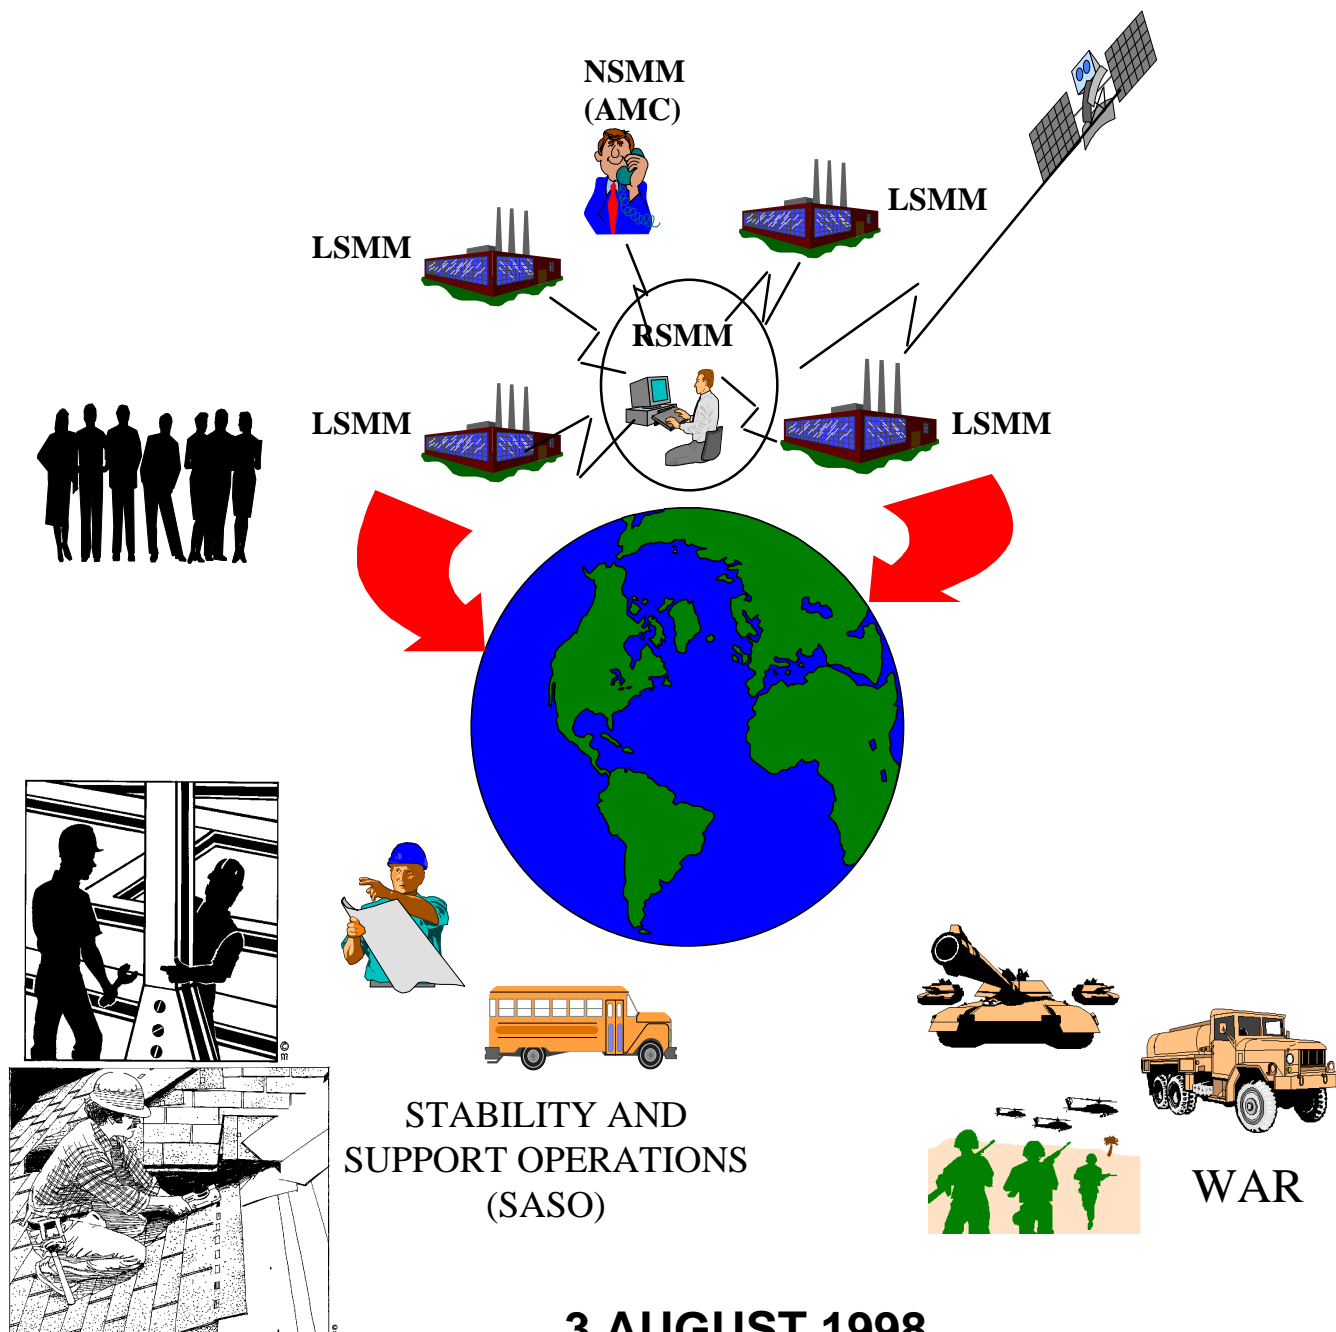 NSMM
(AMC)
LSMM
LSMM
RSMM
LSMM
LSMM
STABILITY AND
SUPPORT OPERATIONS
(SASO)
WAR
3 AUGUST 1998